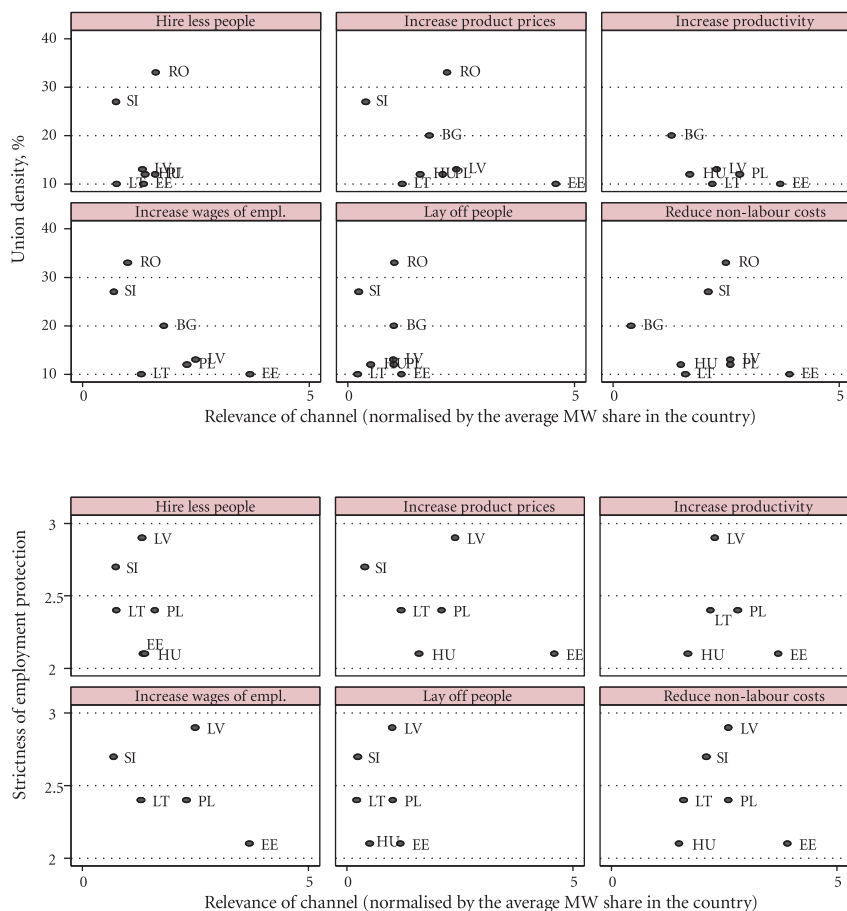 Hire less people Increase product prices Increase productivity
40
30
20
10
RO
SI
LV
HU
PL
LT EE
RO
SI
BG
LV
HU PL
LT EE
BG
LV
HU PL
LT EE
Union density, %
Increase wages of empl. Lay off people Reduce non-labour costs
40
30
20
10
RO
SI
BG
LV
PL
LT EE
RO
SI
BG
LV
HU PL
LT EE
RO
SI
BG
LV
HU PL
LT EE
0 5 0 5 0 5
Relevance of channel (normalised by the average MW share in the country)
Hire less people Increase product prices Increase productivity
3
2.5
2
LV
SI
LT PL
EE
HU
LV
SI
LT PL
HU EE
LV
PL
LT
HU EE
Strictness of employment protection
Increase wages of empl. Lay off people Reduce non-labour costs
3
2.5
2
LV
SI
LT PL
EE
LV
SI
LT PL
HU EE
LV
SI
LT PL
HU EE
0 5 0 5 0 5
Relevance of channel (normalised by the average MW share in the country)